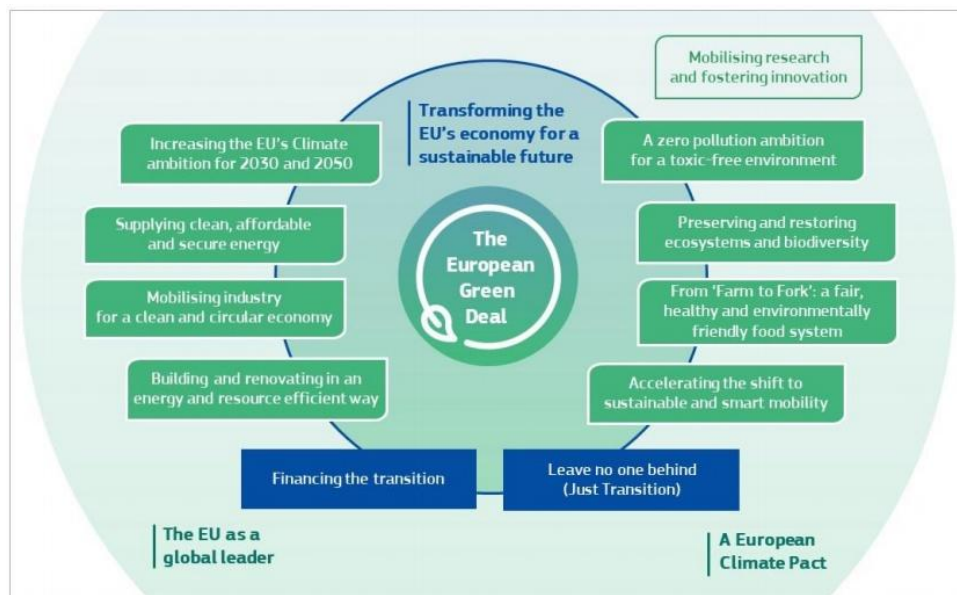 Mobilising research
and fostering innovation
Transforming the
EU's economy for a
sustainable future
Increasing the EU's Climate
ambition for 2030 and 2050
A zero pollution ambition
for a toxic-free environment
Supplying clean, affordable
and secure energy
Preserving and restoring
ecosystems and biodiversity
The
European
Green
Deal
Mobilising industry
for a clean and circular economy
From 'Farm to Fork': a fair,
healthy and environmentally
friendly food system
Building and renovating in an
energy and resource efficient way
Accelerating the shift to
sustainable and smart mobility
Financing the transition
Leave no one behind
(Just Transition)
The EU as a
global leader
A European
Climate Pact